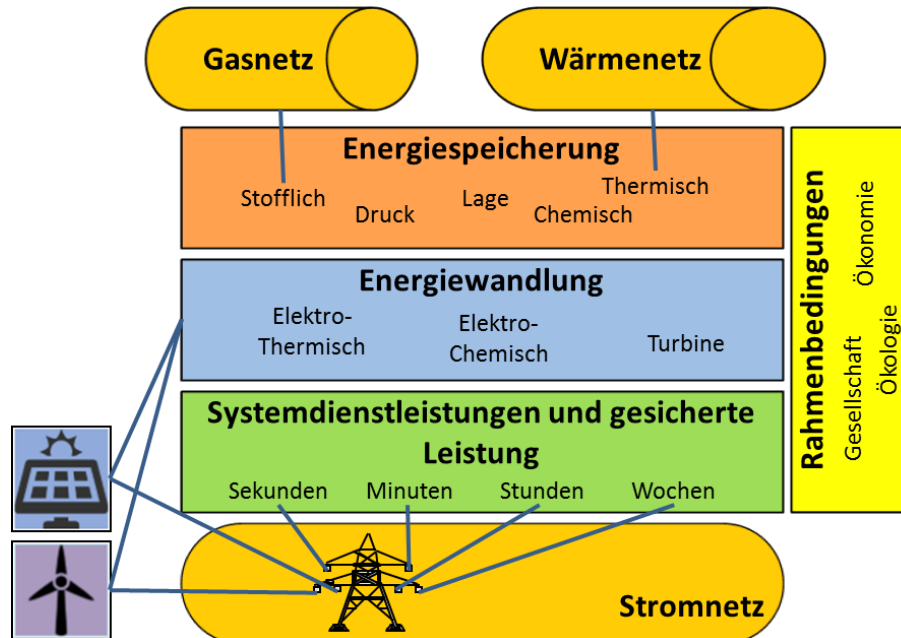 Gasnetz
Wärmenetz
Energiespeicherung
Stofflich
Druck
Lage
Chemisch
Thermisch
Energiewandlung
Elektro-
Thermisch
Elektro-
Chemisch
Turbine
Systemdienstleistungen und gesicherte
Leistung
Sekunden
Minuten
Stunden
Wochen
Stromnetz
Rahmenbedingungen
Gesellschaft
Ökonomie
Ökologie